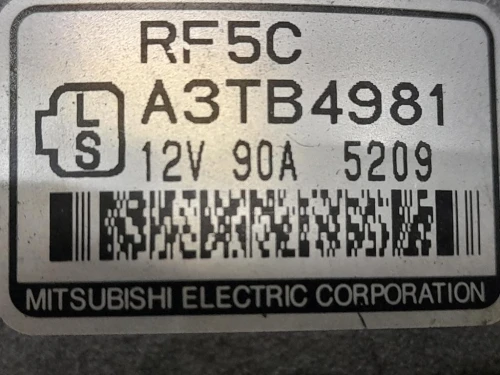 RF5C
L A3TB4981
S 12V 90A 5209
MITSUBISHI ELECTRIC CORPORATION